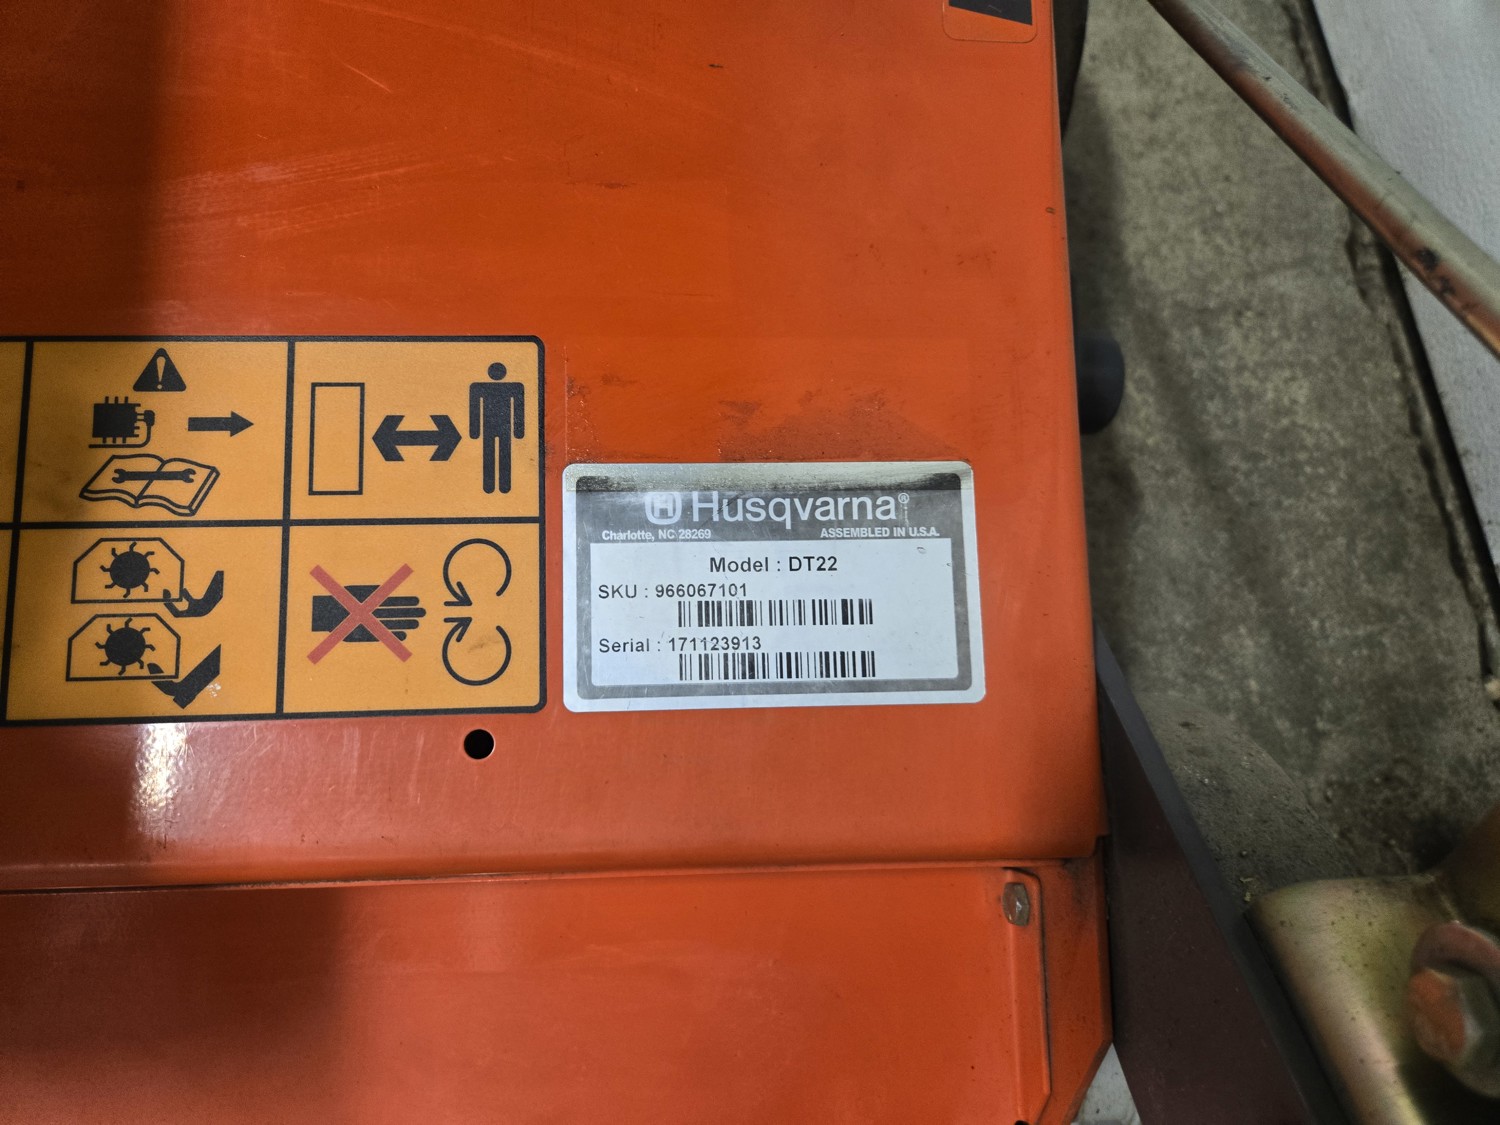 Husqvarna®
Charlotte, NC 28269 ASSEMBLED IN U.S.A.
Model : DT22
SKU : 966067101
Serial : 171123913